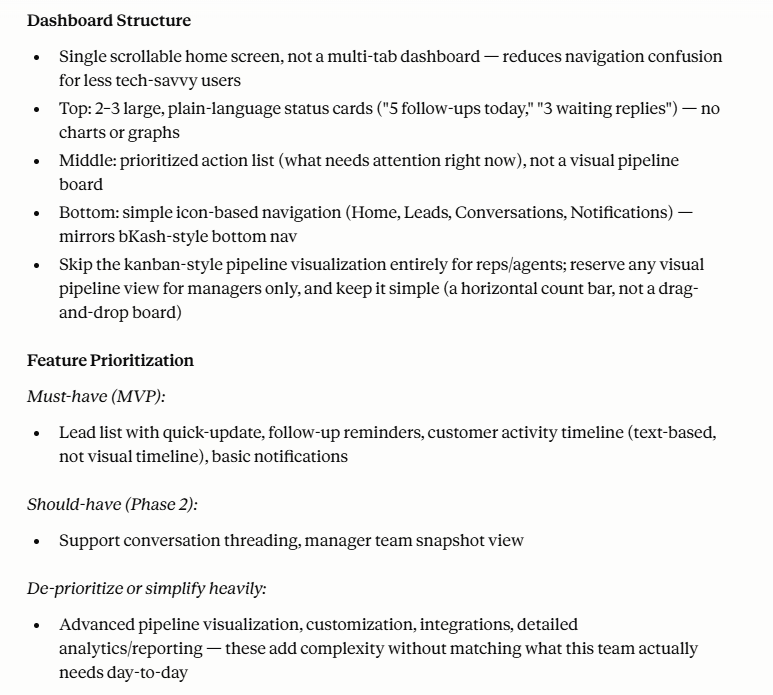 Dashboard Structure
• Single scrollable home screen, not a multi-tab dashboard — reduces navigation confusion
for less tech-savvy users
• Top: 2–3 large, plain-language status cards ("5 follow-ups today," "3 waiting replies") — no
charts or graphs
• Middle: prioritized action list (what needs attention right now), not a visual pipeline
board
• Bottom: simple icon-based navigation (Home, Leads, Conversations, Notifications) —
mirrors bKash-style bottom nav
• Skip the kanban-style pipeline visualization entirely for reps/agents; reserve any visual
pipeline view for managers only, and keep it simple (a horizontal count bar, not a drag-
and-drop board)
Feature Prioritization
Must-have (MVP):
• Lead list with quick-update, follow-up reminders, customer activity timeline (text-based,
not visual timeline), basic notifications
Should-have (Phase 2):
• Support conversation threading, manager team snapshot view
De-prioritize or simplify heavily:
• Advanced pipeline visualization, customization, integrations, detailed
analytics/reporting — these add complexity without matching what this team actually
needs day-to-day